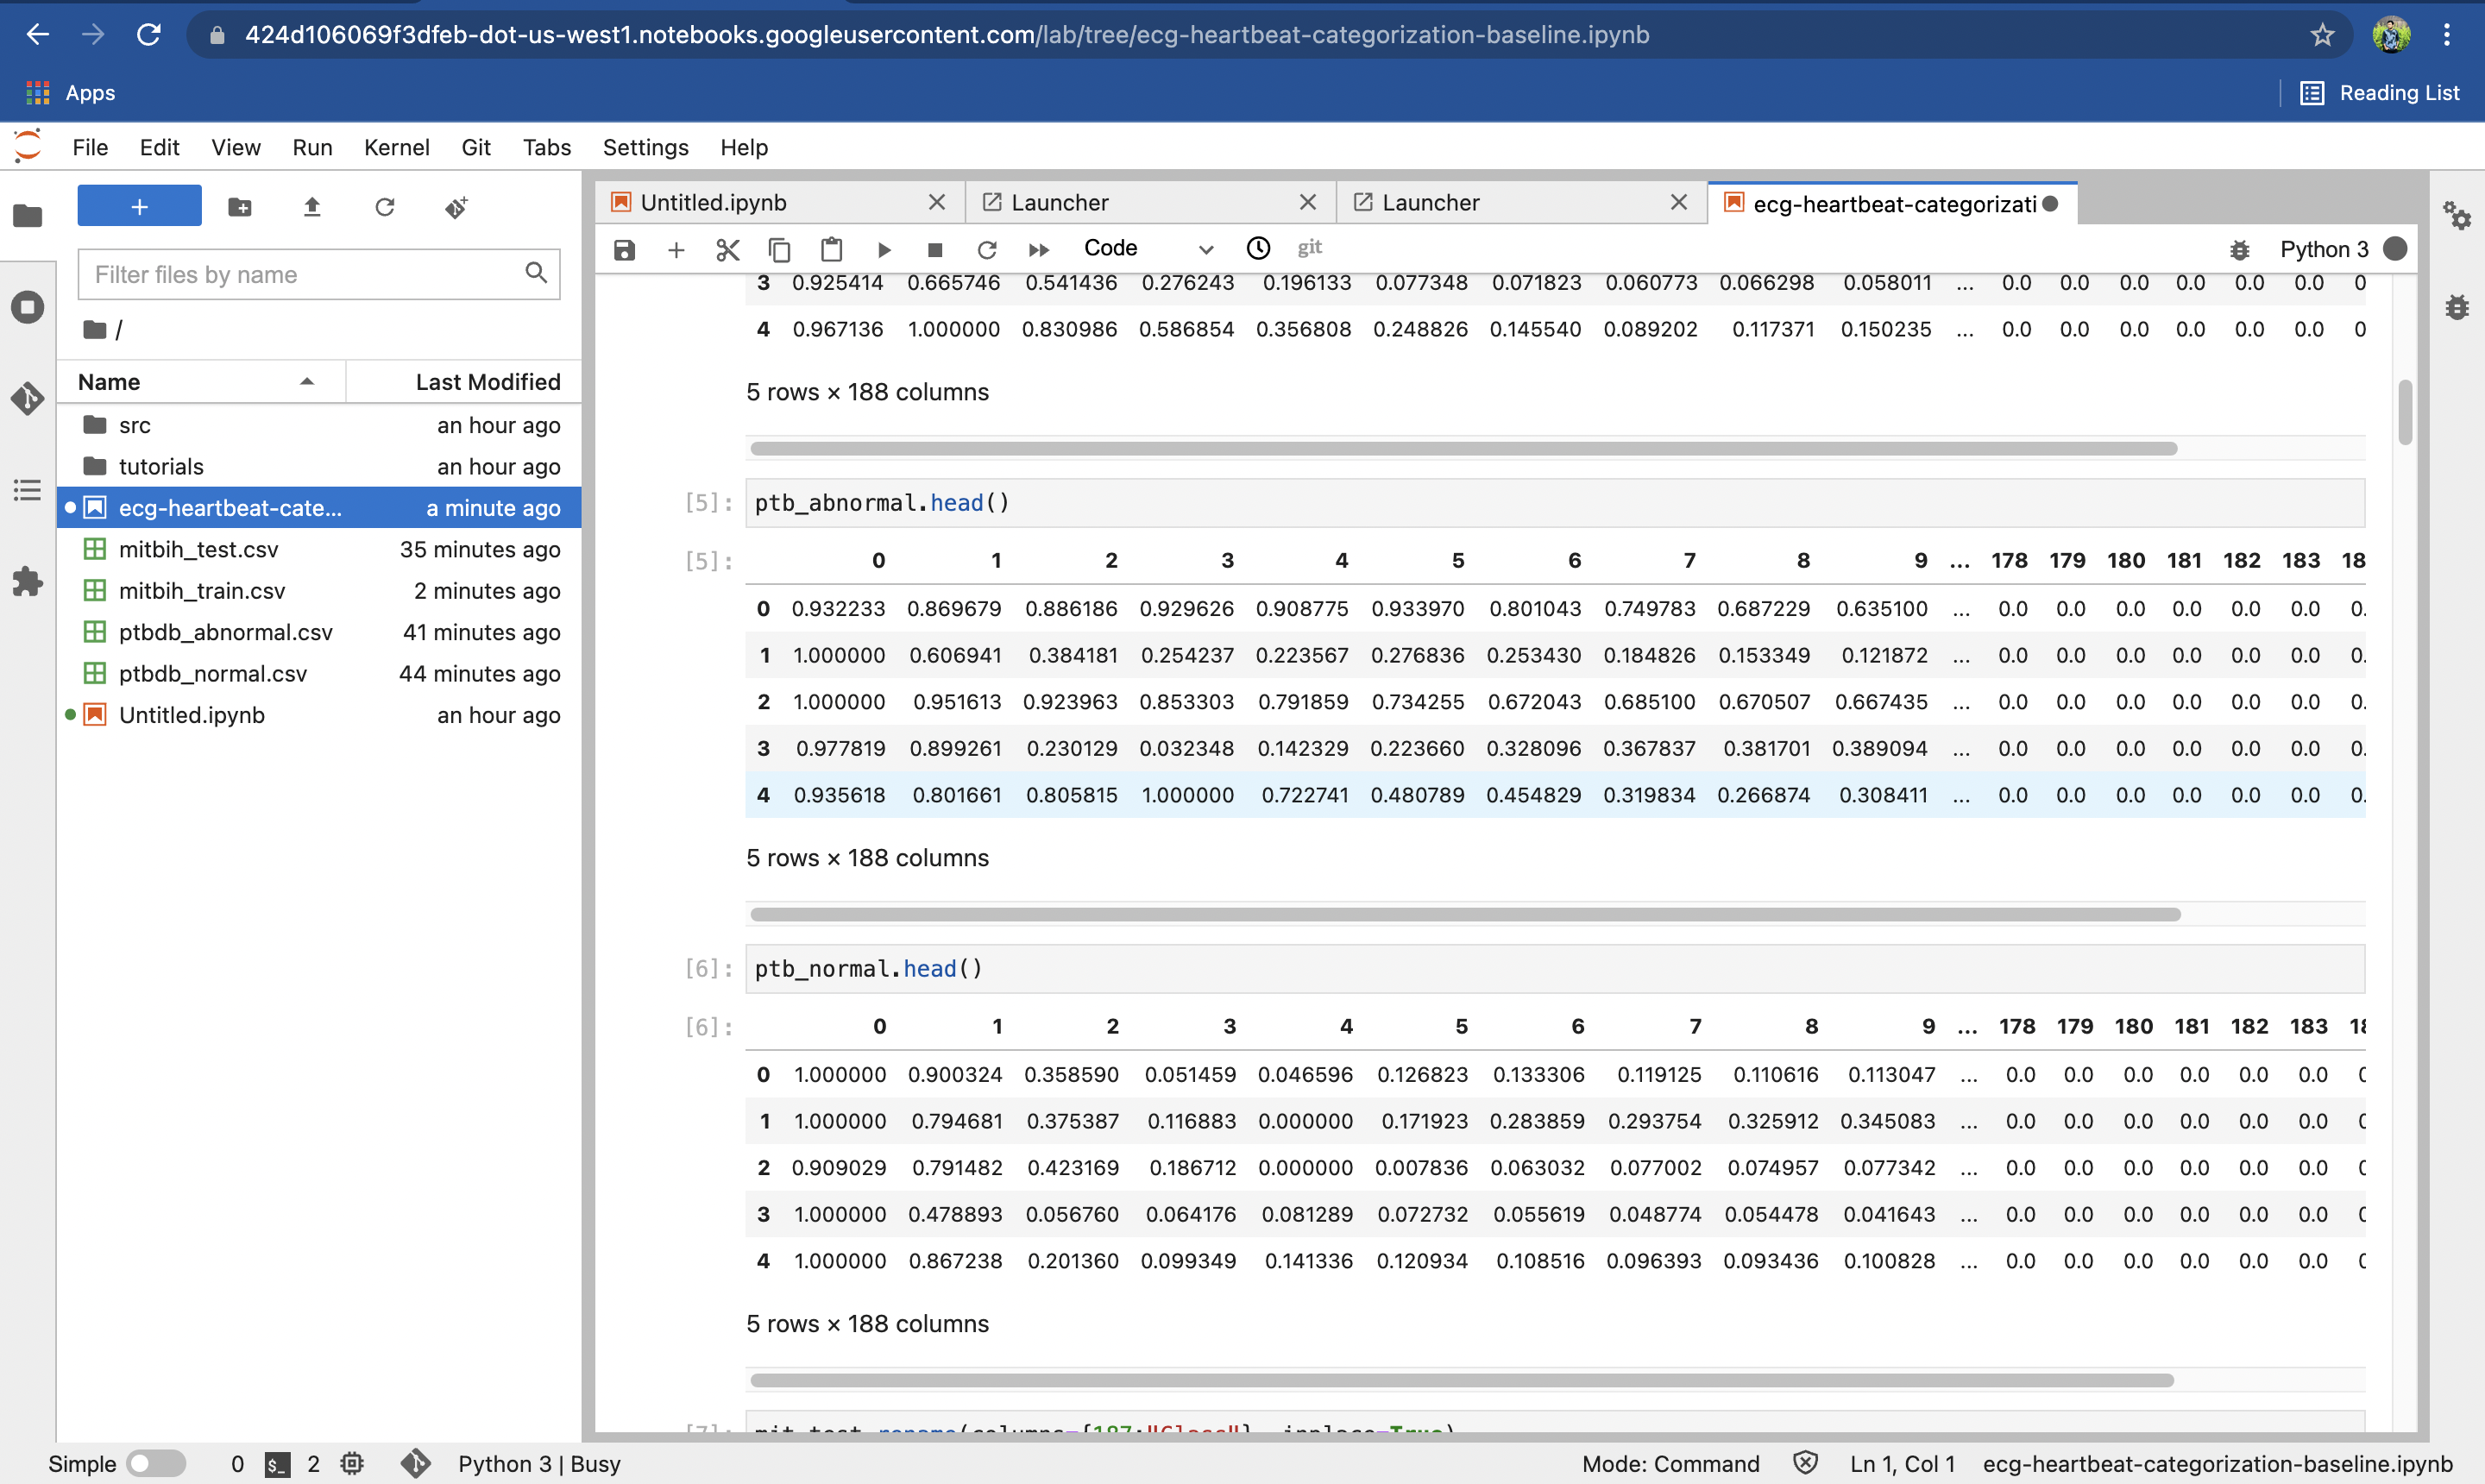 424d106069f3dfeb-dot-us-west1.notebooks.googleusercontent.com/lab/tree/ecg-heartbeat-categorization-baseline.ipynb
Apps
Reading List
File Edit View Run Kernel Git Tabs Settings Help
+
Filter files by name
/
Name Last Modified
src an hour ago
tutorials an hour ago
ecg-heartbeat-cate... a minute ago
mitbih_test.csv 35 minutes ago
mitbih_train.csv 2 minutes ago
ptbdb_abnormal.csv 41 minutes ago
ptbdb_normal.csv 44 minutes ago
Untitled.ipynb an hour ago
Untitled.ipynb Launcher Launcher ecg-heartbeat-categorizati
Code git Python 3
3 0.925414 0.665746 0.541436 0.276243 0.196133 0.077348 0.071823 0.060773 0.066298 0.058011 ... 0.0 0.0 0.0 0.0 0.0 0.0 0
4 0.967136 1.000000 0.830986 0.586854 0.356808 0.248826 0.145540 0.089202 0.117371 0.150235 ... 0.0 0.0 0.0 0.0 0.0 0.0 0
5 rows × 188 columns
[5]: ptb_abnormal.head()
[5]: 0 1 2 3 4 5 6 7 8 9 ... 178 179 180 181 182 183 18
0 0.932233 0.869679 0.886186 0.929626 0.908775 0.933970 0.801043 0.749783 0.687229 0.635100 ... 0.0 0.0 0.0 0.0 0.0 0.0 0.
1 1.000000 0.606941 0.384181 0.254237 0.223567 0.276836 0.253430 0.184826 0.153349 0.121872 ... 0.0 0.0 0.0 0.0 0.0 0.0 0.
2 1.000000 0.951613 0.923963 0.853303 0.791859 0.734255 0.672043 0.685100 0.670507 0.667435 ... 0.0 0.0 0.0 0.0 0.0 0.0 0.
3 0.977819 0.899261 0.230129 0.032348 0.142329 0.223660 0.328096 0.367837 0.381701 0.389094 ... 0.0 0.0 0.0 0.0 0.0 0.0 0.
4 0.935618 0.801661 0.805815 1.000000 0.722741 0.480789 0.454829 0.319834 0.266874 0.308411 ... 0.0 0.0 0.0 0.0 0.0 0.0 0.
5 rows × 188 columns
[6]: ptb_normal.head()
[6]: 0 1 2 3 4 5 6 7 8 9 ... 178 179 180 181 182 183
0 1.000000 0.900324 0.358590 0.051459 0.046596 0.126823 0.133306 0.119125 0.110616 0.113047 ... 0.0 0.0 0.0 0.0 0.0 0.0
1 1.000000 0.794681 0.375387 0.116883 0.000000 0.171923 0.283859 0.293754 0.325912 0.345083 ... 0.0 0.0 0.0 0.0 0.0 0.0
2 0.909029 0.791482 0.423169 0.186712 0.000000 0.007836 0.063032 0.077002 0.074957 0.077342 ... 0.0 0.0 0.0 0.0 0.0 0.0
3 1.000000 0.478893 0.056760 0.064176 0.081289 0.072732 0.055619 0.048774 0.054478 0.041643 ... 0.0 0.0 0.0 0.0 0.0 0.0
4 1.000000 0.867238 0.201360 0.099349 0.141336 0.120934 0.108516 0.096393 0.093436 0.100828 ... 0.0 0.0 0.0 0.0 0.0 0.0
5 rows × 188 columns
[7]: mit_test.rename(columns={187:"Class"}, inplace=True)
Simple 0 $_ 2 Python 3 | Busy Mode: Command Ln 1, Col 1 ecg-heartbeat-categorization-baseline.ipynb